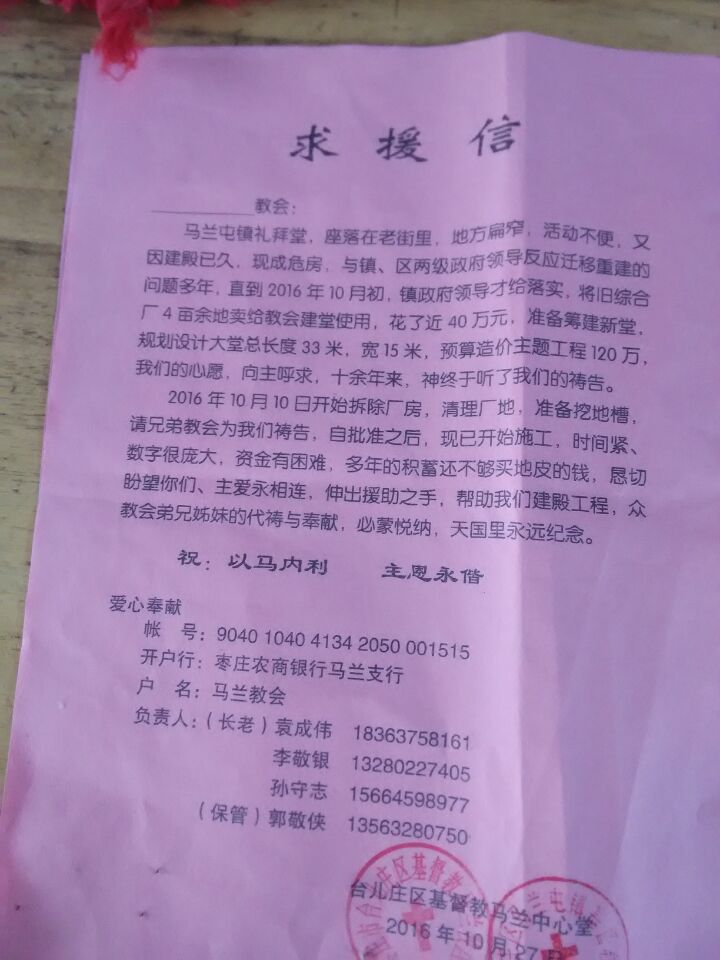 求援信
教会：
马兰屯镇礼拜堂，座落在老街里，地方扁窄，活动不便，又
因建殿已久，现成危房，与镇、区两级政府领导反应迁移重建的
问题多年，直到 2016 年 10 月初，镇政府领导才给落实，将旧综合
厂 4 亩余地卖给教会建堂使用，花了近 40 万元，准备筹建新堂，
规划设计大堂总长度 33 米，宽 15 米，预算造价主题工程 120 万，
我们的心愿，向主呼求，十余年来，神终于听了我们的祷告。
2016 年 10 月 10 日开始拆除厂房，清理厂地，准备挖地槽，
请兄弟教会为我们祷告，自批准之后，现已开始施工，时间紧、
数字很庞大，资金有困难，多年的积蓄还不够买地皮的钱，恳切
盼望你们、主爱永相连，伸出援助之手，帮助我们建殿工程，众
教会弟兄姊妹的代祷与奉献，必蒙悦纳，天国里永远纪念。
祝：以马内利 主恩永偕
爱心奉献
帐 号：9040 1040 4134 2050 001515
开户行：枣庄农商银行马兰支行
户 名：马兰教会
负责人：（长老）袁成伟 18363758161
李敬银 13280227405
孙守志 15664598977
（保管）郭敬侠 13563280750
台儿庄区基督教马兰中心堂
2016 年 10 月 27 日